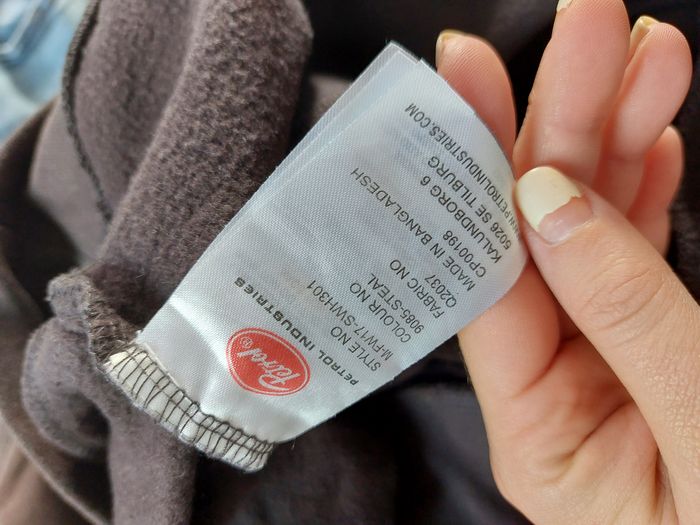 Petrol®
PETROL INDUSTRIES
STYLE NO
M-FW17-SWH301
COLOUR NO
9085-STEAL
FABRIC NO
Q2037
MADE IN BANGLADESH
CP00198
KALUNDBORG 6
5026 SE TILBURG
WWW.PETROLINDUSTRIES.COM